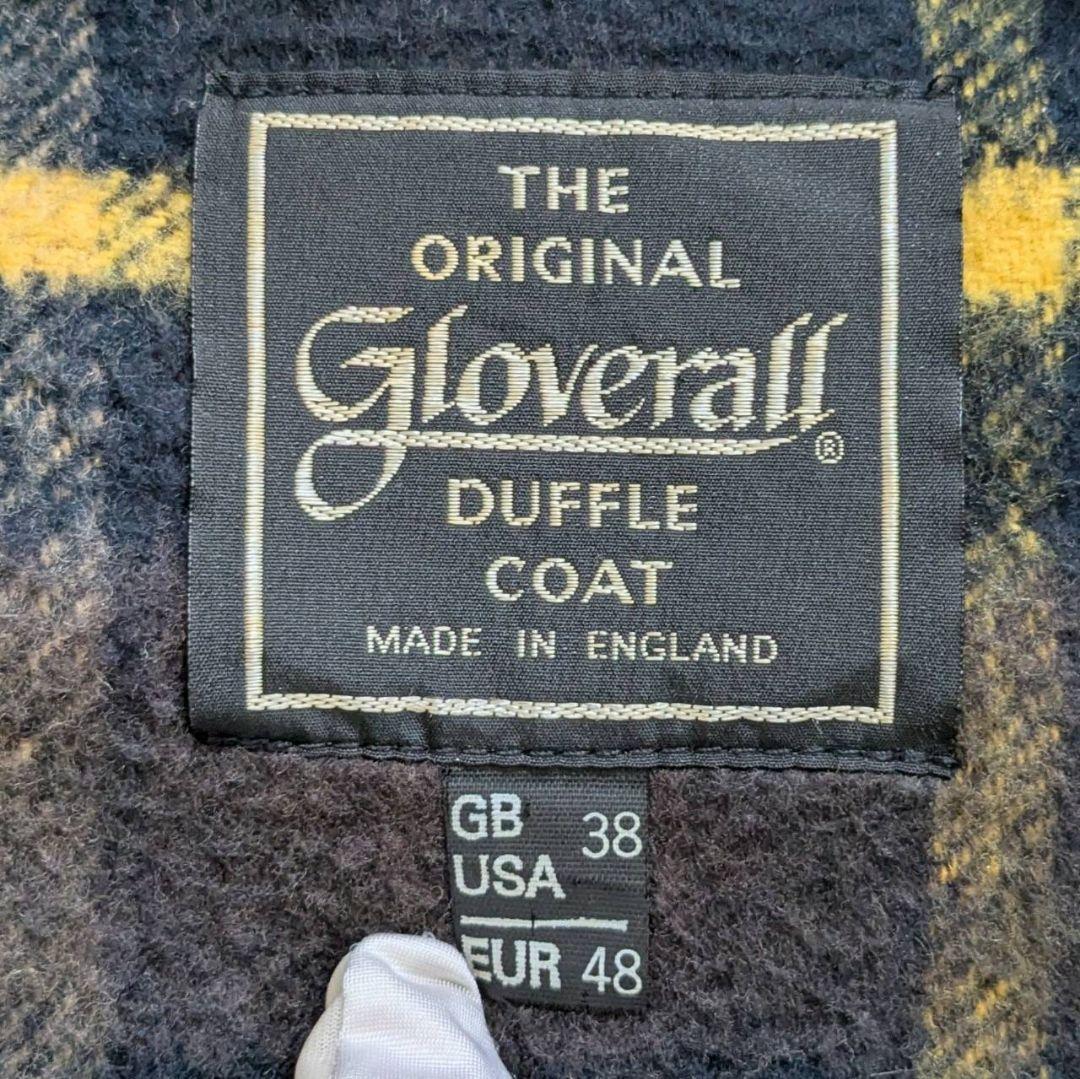 THE
ORIGINAL
Gloverall®
DUFFLE
COAT
MADE IN ENGLAND
GB
USA 38
EUR 48